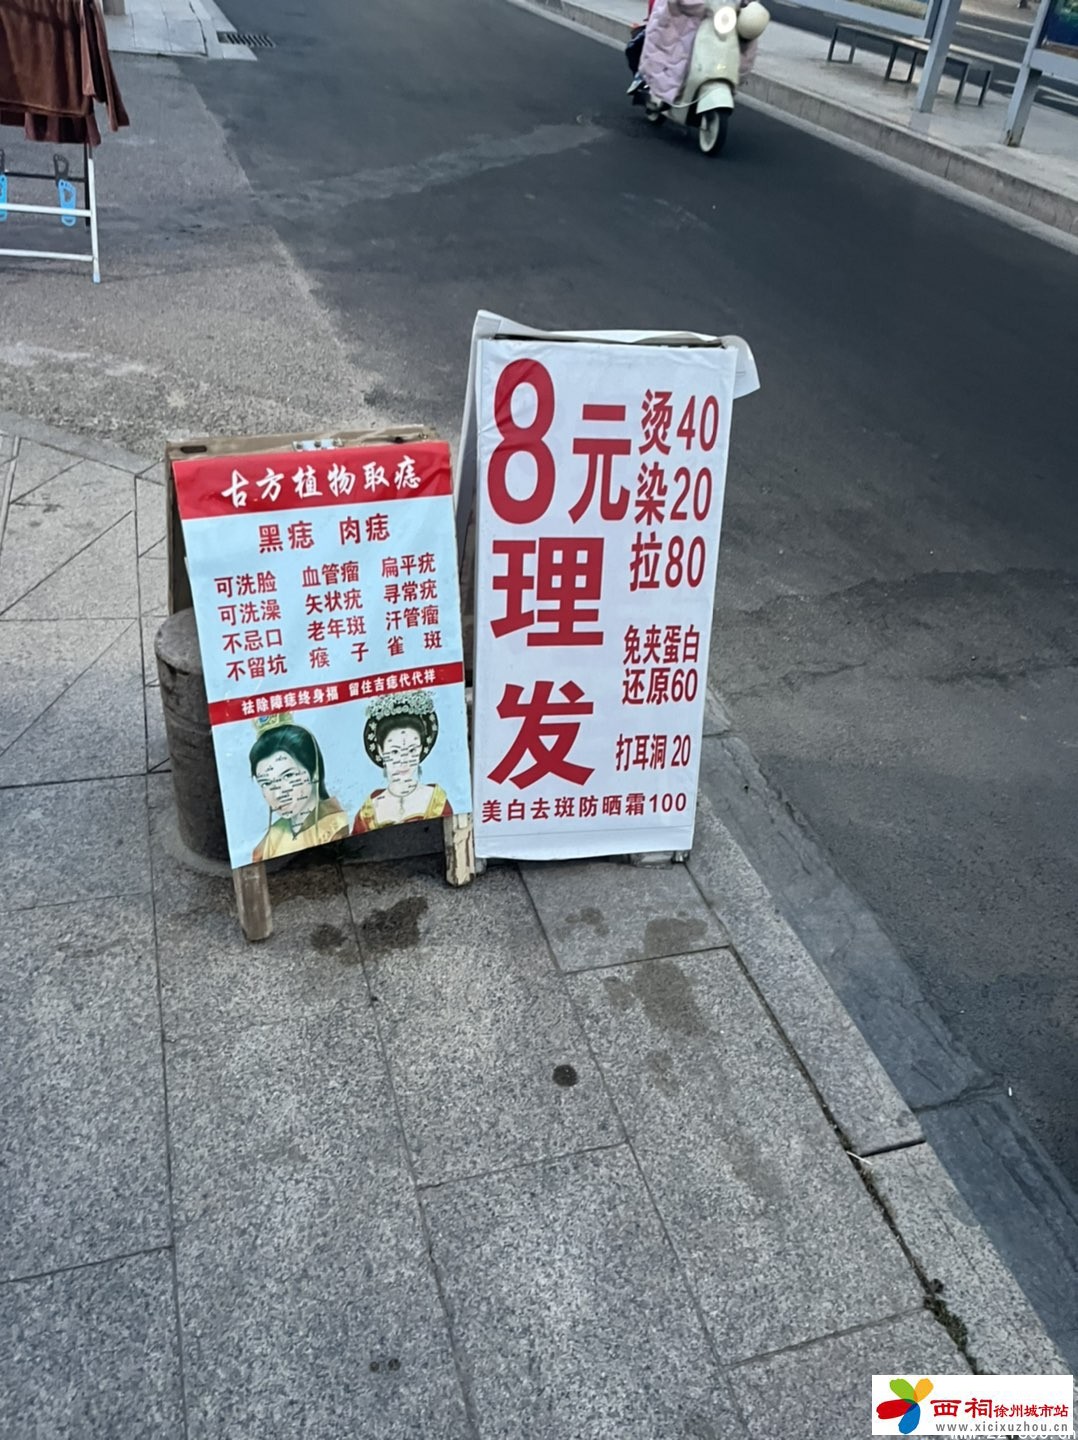 古方植物取痣
黑痣 肉痣
可洗脸 血管瘤 扁平疣
可洗澡 矢状疣 寻常疣
不忌口 老年斑 汗管瘤
不留坑 瘊子 雀斑
祛除障痣终身福 留住吉痣代代祥
8元
理
发
烫40
染20
拉80
免夹蛋白
还原60
打耳洞 20
美白去斑防晒霜100
西祠徐州城市站
www.xicixuzhou.cn